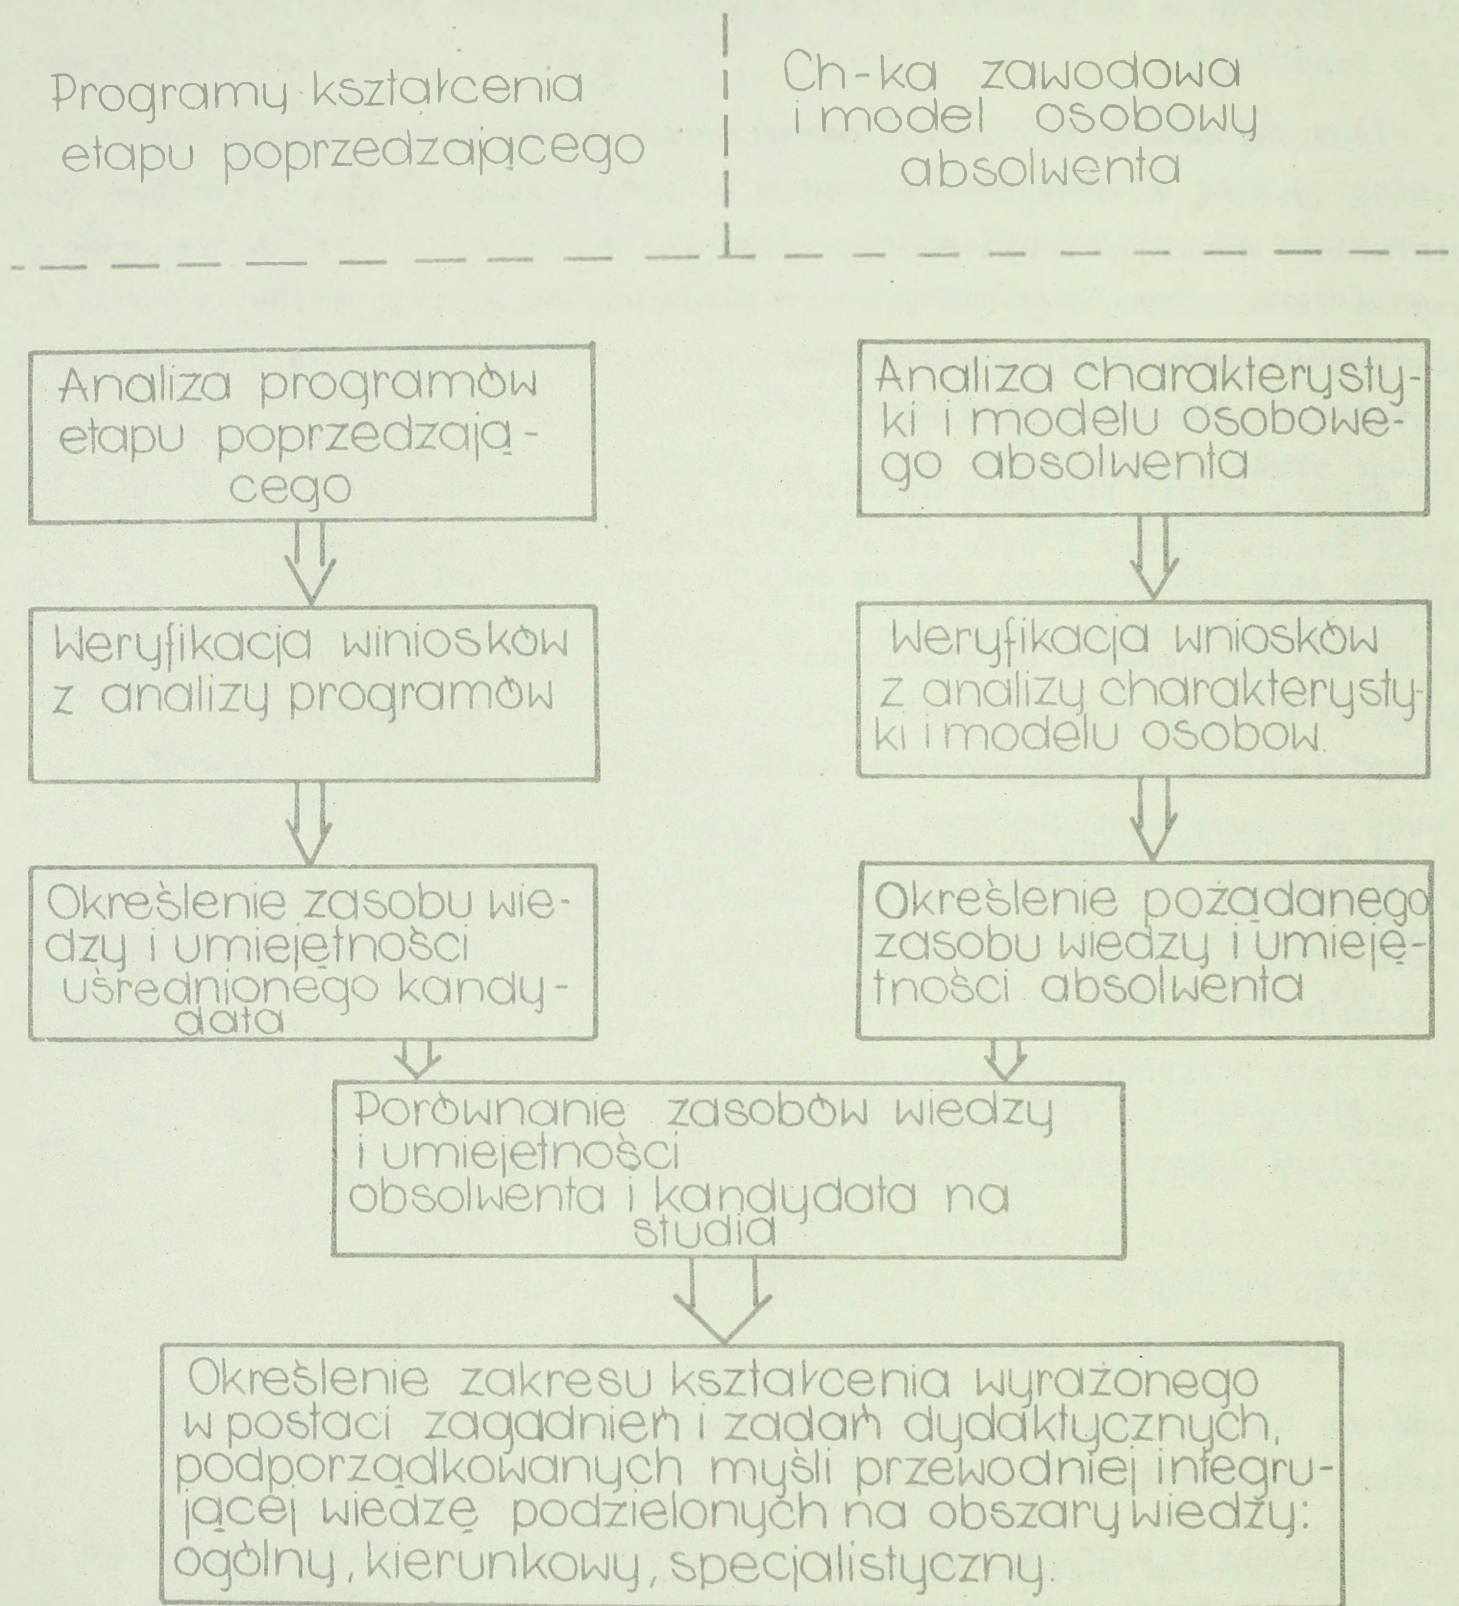 Programy kształcenia
etapu poprzedzającego
Ch-ka zawodowa
i model osobowy
absolwenta
Analiza programów
etapu poprzedzają-
cego
Analiza charakterysty-
ki i modelu osobowe-
go absolwenta
Weryfikacja winiosków
z analizy programów
Weryfikacja wniosków
z analizy charakterysty-
ki i modelu osobow.
Określenie zasobu wie-
dzy i umiejętności
uśrednionego kandy-
data
Określenie pożądanego
zasobu wiedzy i umieję-
tności absolwenta
Porównanie zasobów wiedzy
i umiejetności
obsolwenta i kandydata na
studia
Określenie zakresu kształcenia wyrażonego
w postaci zagadnień i zadań dydaktycznych,
podporządkowanych myśli przewodniej integru-
jącej wiedzę podzielonych na obszary wiedzy:
ogólny, kierunkowy, specjalistyczny.